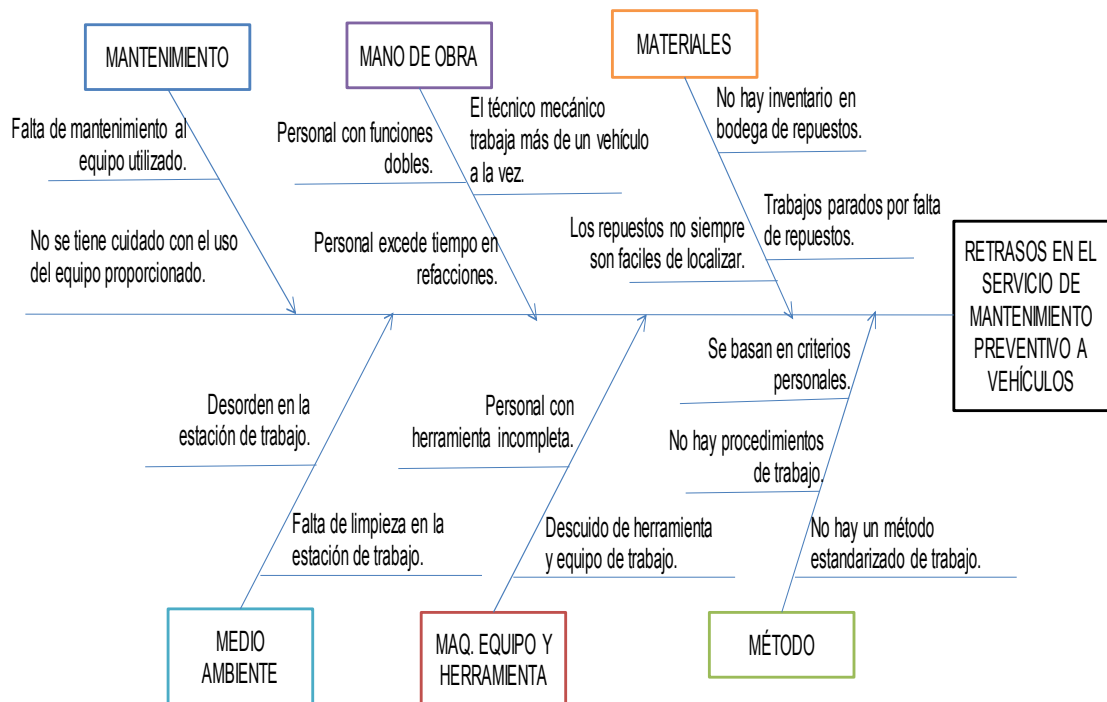 MANTENIMIENTO
MANO DE OBRA
MATERIALES
Falta de mantenimiento al
equipo utilizado.
No se tiene cuidado con el uso
del equipo proporcionado.
Personal con funciones
dobles.
El técnico mecánico
trabaja más de un vehículo
a la vez.
Personal excede tiempo en
refacciones.
No hay inventario en
bodega de repuestos.
Los repuestos no siempre
son faciles de localizar.
Trabajos parados por falta
de repuestos.
RETRASOS EN EL
SERVICIO DE
MANTENIMIENTO
PREVENTIVO A
VEHÍCULOS
Desorden en la
estación de trabajo.
Falta de limpieza en la
estación de trabajo.
Personal con
herramienta incompleta.
Descuido de herramienta
y equipo de trabajo.
Se basan en criterios
personales.
No hay procedimientos
de trabajo.
No hay un método
estandarizado de trabajo.
MEDIO
AMBIENTE
MAQ. EQUIPO Y
HERRAMIENTA
MÉTODO